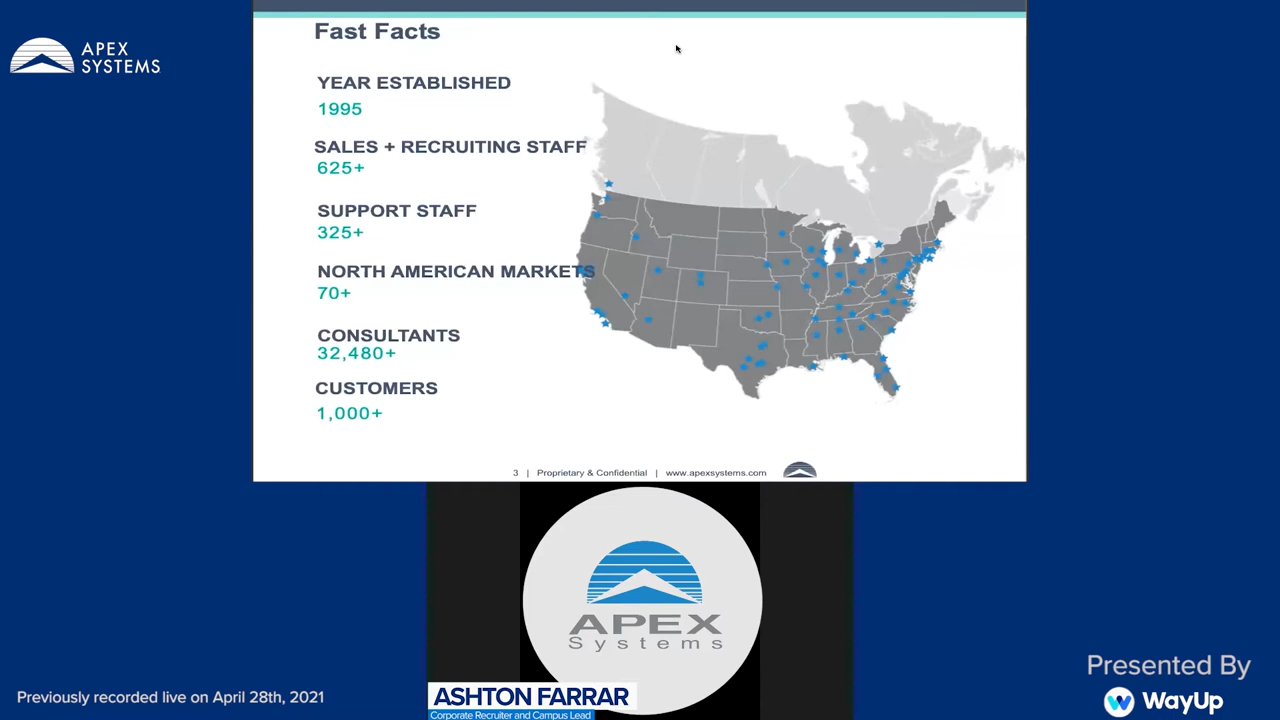 APEX
SYSTEMS
Fast Facts
YEAR ESTABLISHED
1995
SALES + RECRUITING STAFF
625+
SUPPORT STAFF
325+
NORTH AMERICAN MARKETS
70+
CONSULTANTS
32,480+
CUSTOMERS
1,000+
3 | Proprietary & Confidential | www.apexsystems.com
APEX
Systems
ASHTON FARRAR
Corporate Recruiter and Campus Lead
Previously recorded live on April 28th, 2021
Presented By
WayUp